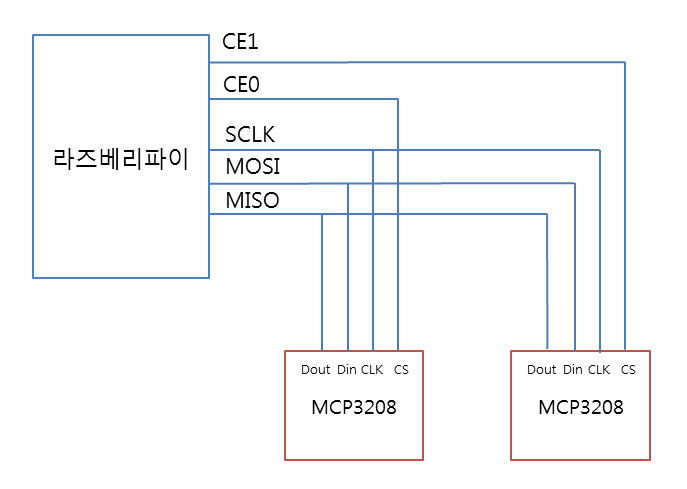 CE1
CE0
SCLK
라즈베리파이
MOSI
MISO
Dout Din CLK CS
MCP3208
Dout Din CLK CS
MCP3208